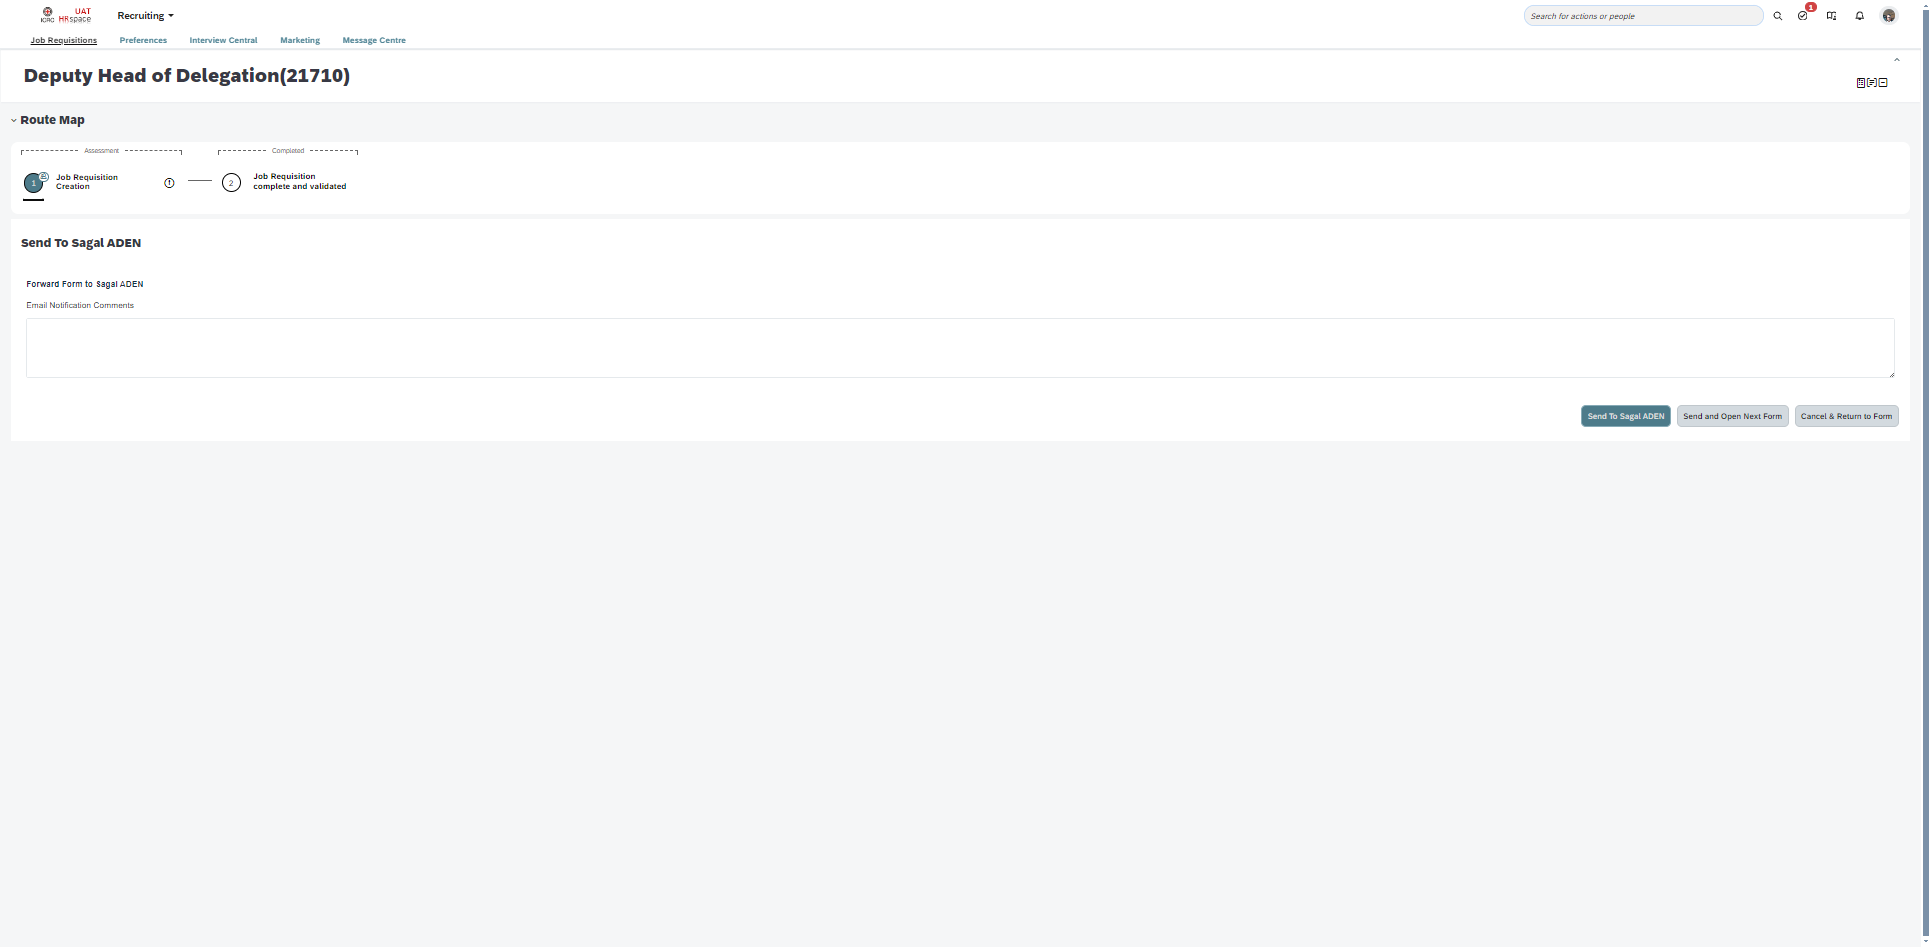 UAT
ICRC HRspace
Recruiting
Search for actions or people
1
Job Requisitions
Preferences
Interview Central
Marketing
Message Centre
Deputy Head of Delegation(21710)
Route Map
Assessment
Completed
1
Job Requisition
Creation
2
Job Requisition
complete and validated
Send To Sagal ADEN
Forward Form to Sagal ADEN
Email Notification Comments
Send To Sagal ADEN
Send and Open Next Form
Cancel & Return to Form